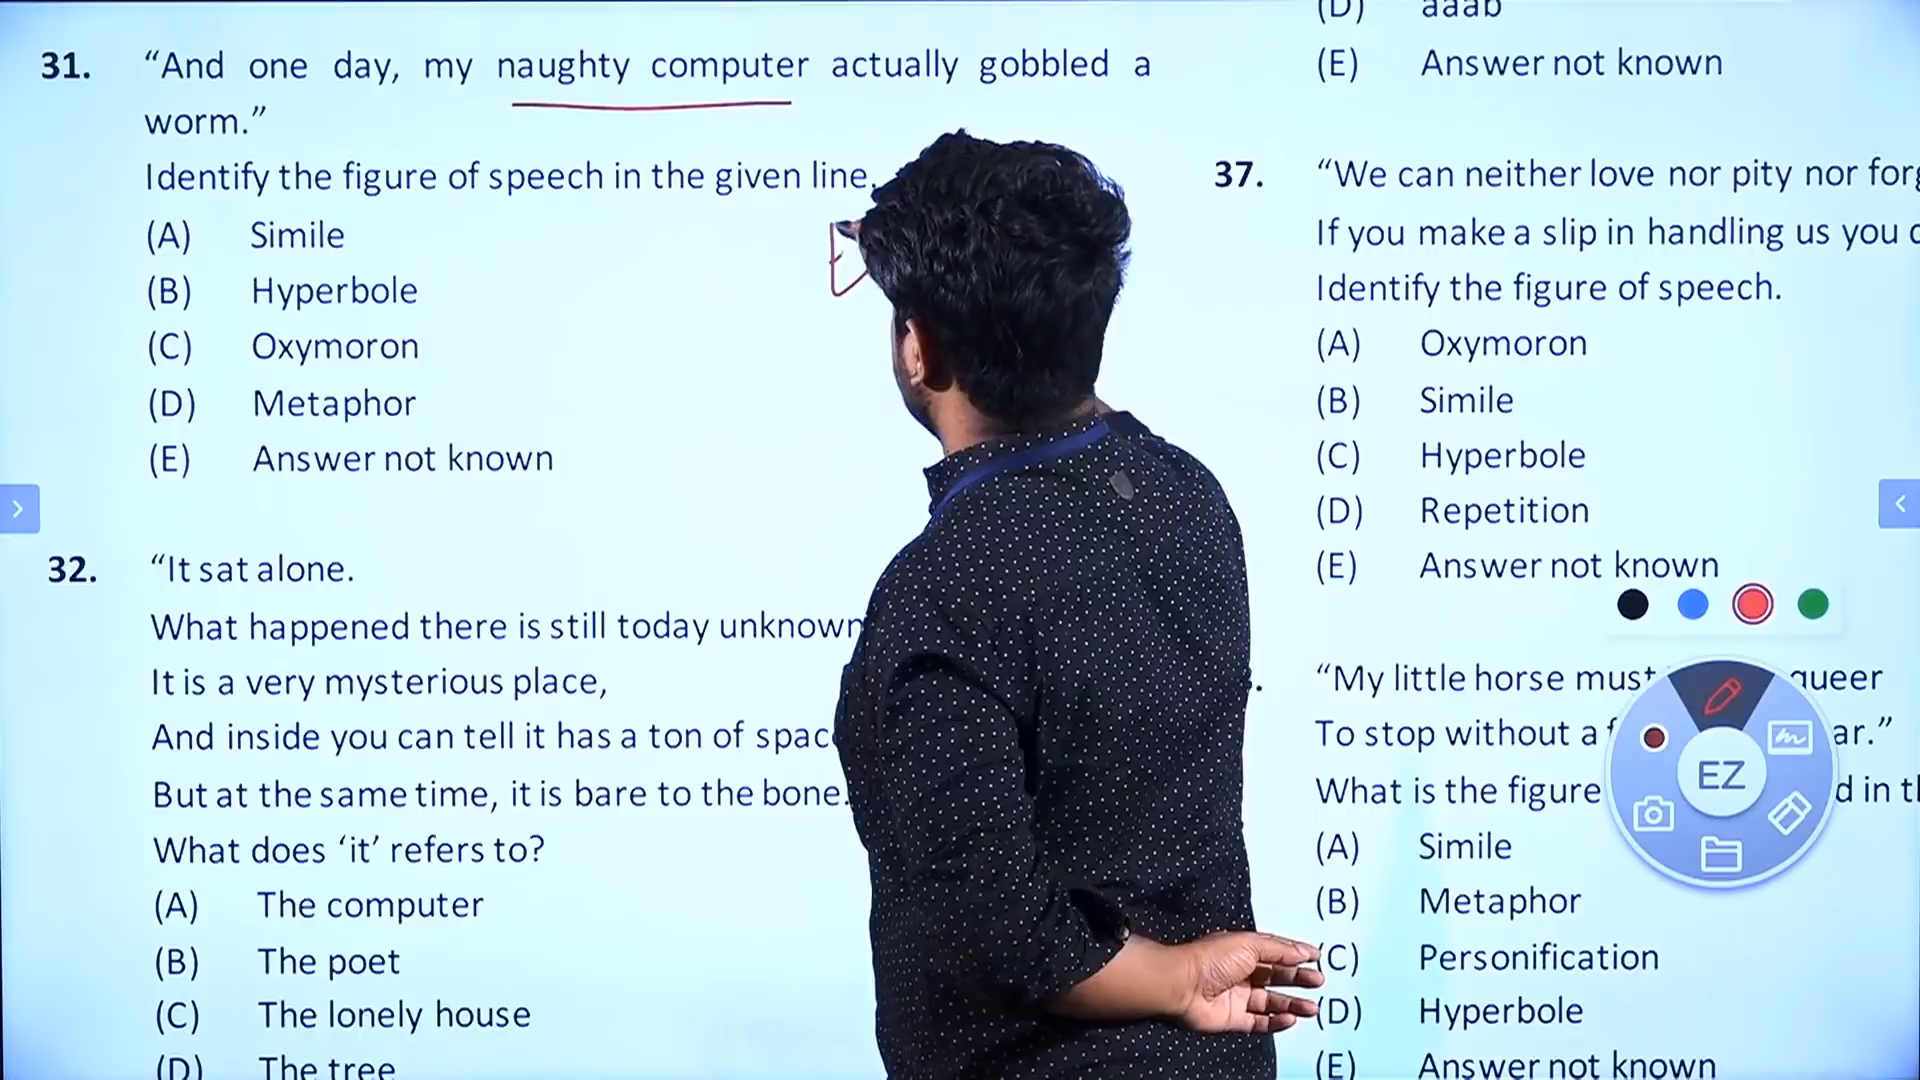 31. “And one day, my naughty computer actually gobbled a
worm.”
Identify the figure of speech in the given line.
(A) Simile
(B) Hyperbole
(C) Oxymoron
(D) Metaphor
(E) Answer not known
32. “It sat alone.
What happened there is still today unknown
It is a very mysterious place,
And inside you can tell it has a ton of
But at the same time, it is bare to the bone.
What does ‘it’ refers to?
(A) The computer
(B) The poet
(C) The lonely house
(D) The tree
(D) aaab
(E) Answer not known
37. “We can neither love nor pity nor
If you make a slip in handling us you
Identify the figure of speech.
(A) Oxymoron
(B) Simile
(C) Hyperbole
(D) Repetition
(E) Answer not known
“My little horse must queer
To stop without a
What is the figure in
(A) Simile
(B) Metaphor
(C) Personification
(D) Hyperbole
(E) Answer not known
EZ